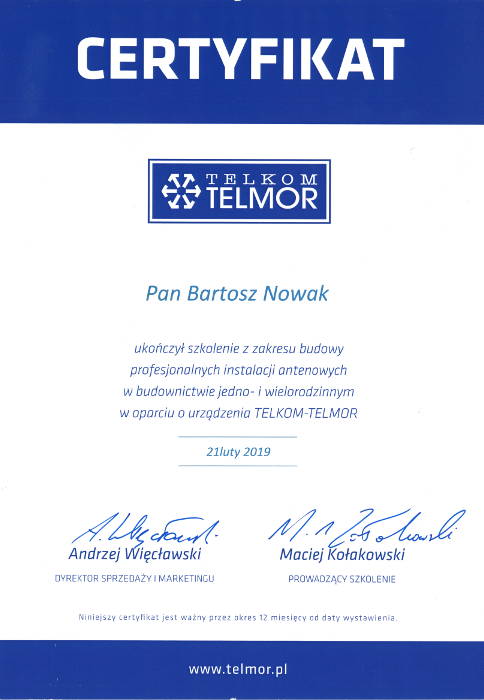 CERTYFIKAT
TELKOM
TELMOR
Pan Bartosz Nowak
ukończył szkolenie z zakresu budowy
profesjonalnych instalacji antenowych
w budownictwie jedno- i wielorodzinnym
w oparciu o urządzenia TELKOM-TELMOR
21luty 2019
Andrzej Więcławski
Maciej Kołakowski
DYREKTOR SPRZEDAŻY I MARKETINGU
PROWADZĄCY SZKOLENIE
Niniejszy certyfikat jest ważny przez okres 12 miesięcy od daty wystawienia.
www.telmor.pl